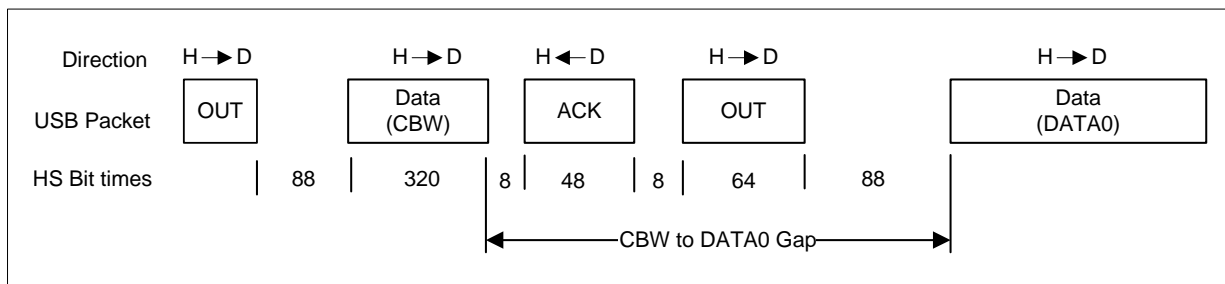 Direction H→D H→D H←D H→D H→D
USB Packet OUT Data (CBW) ACK OUT Data (DATA0)
HS Bit times 88 320 8 48 8 64 88
CBW to DATA0 Gap